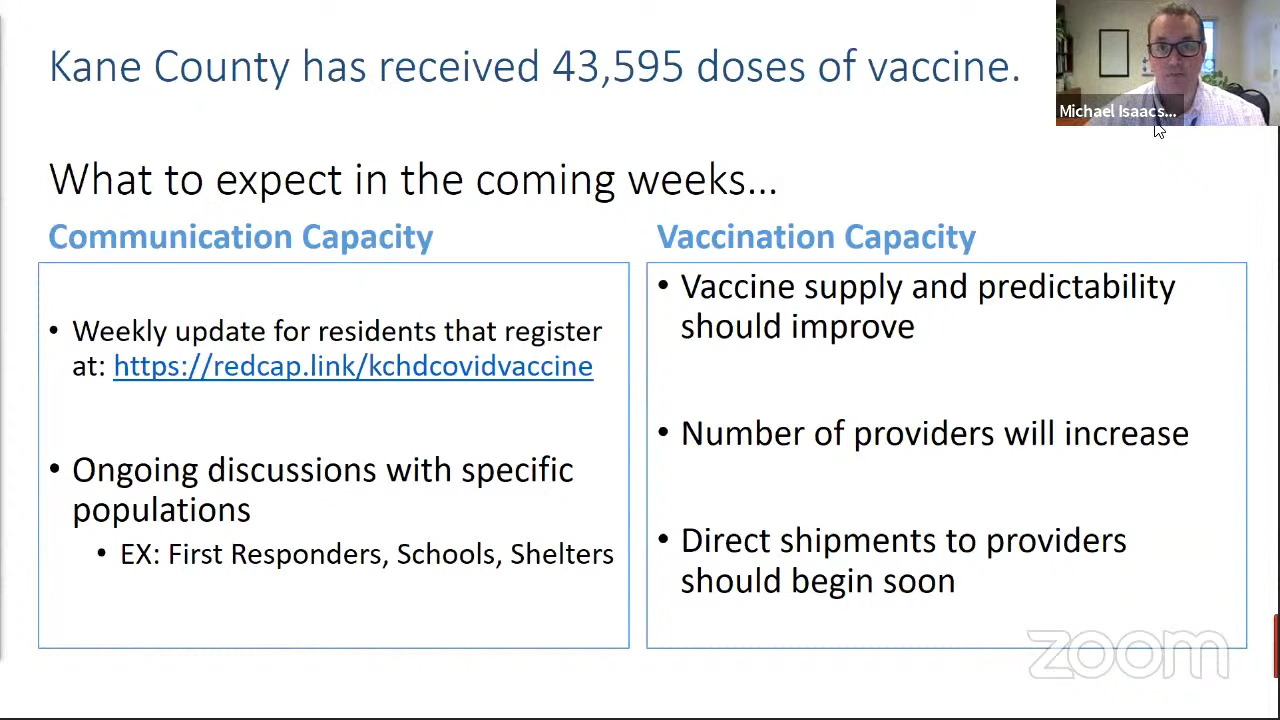 Kane County has received 43,595 doses of vaccine.
Michael Isaacs...
What to expect in the coming weeks...
Communication Capacity
• Weekly update for residents that register
at: https://redcap.link/kchdcovidvaccine
• Ongoing discussions with specific
populations
• EX: First Responders, Schools, Shelters
Vaccination Capacity
• Vaccine supply and predictability
should improve
• Number of providers will increase
• Direct shipments to providers
should begin soon
zoom